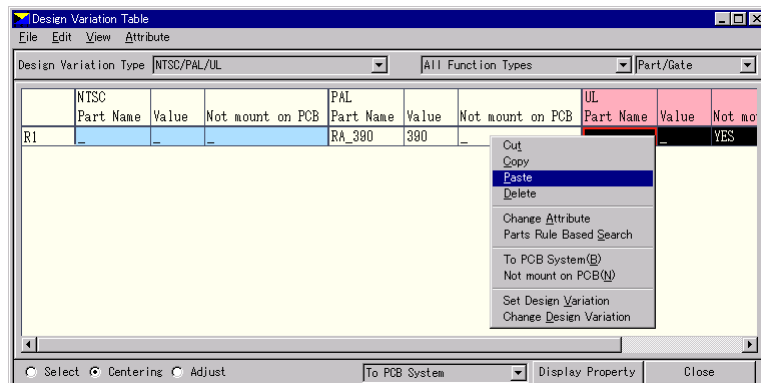 Design Variation Table
File Edit View Attribute
Design Variation Type NTSC/PAL/UL All Function Types Part/Gate
NTSC PAL UL
Part Name Value Not mount on PCB Part Name Value Not mount on PCB Part Name Value Not mo
R1 _ _ _ RA_390 390 _ _ YES
Cut
Copy
Paste
Delete
Change Attribute
Parts Rule Based Search
To PCB System(B)
Not mount on PCB(N)
Set Design Variation
Change Design Variation
Select Centering Adjust To PCB System Display Property Close